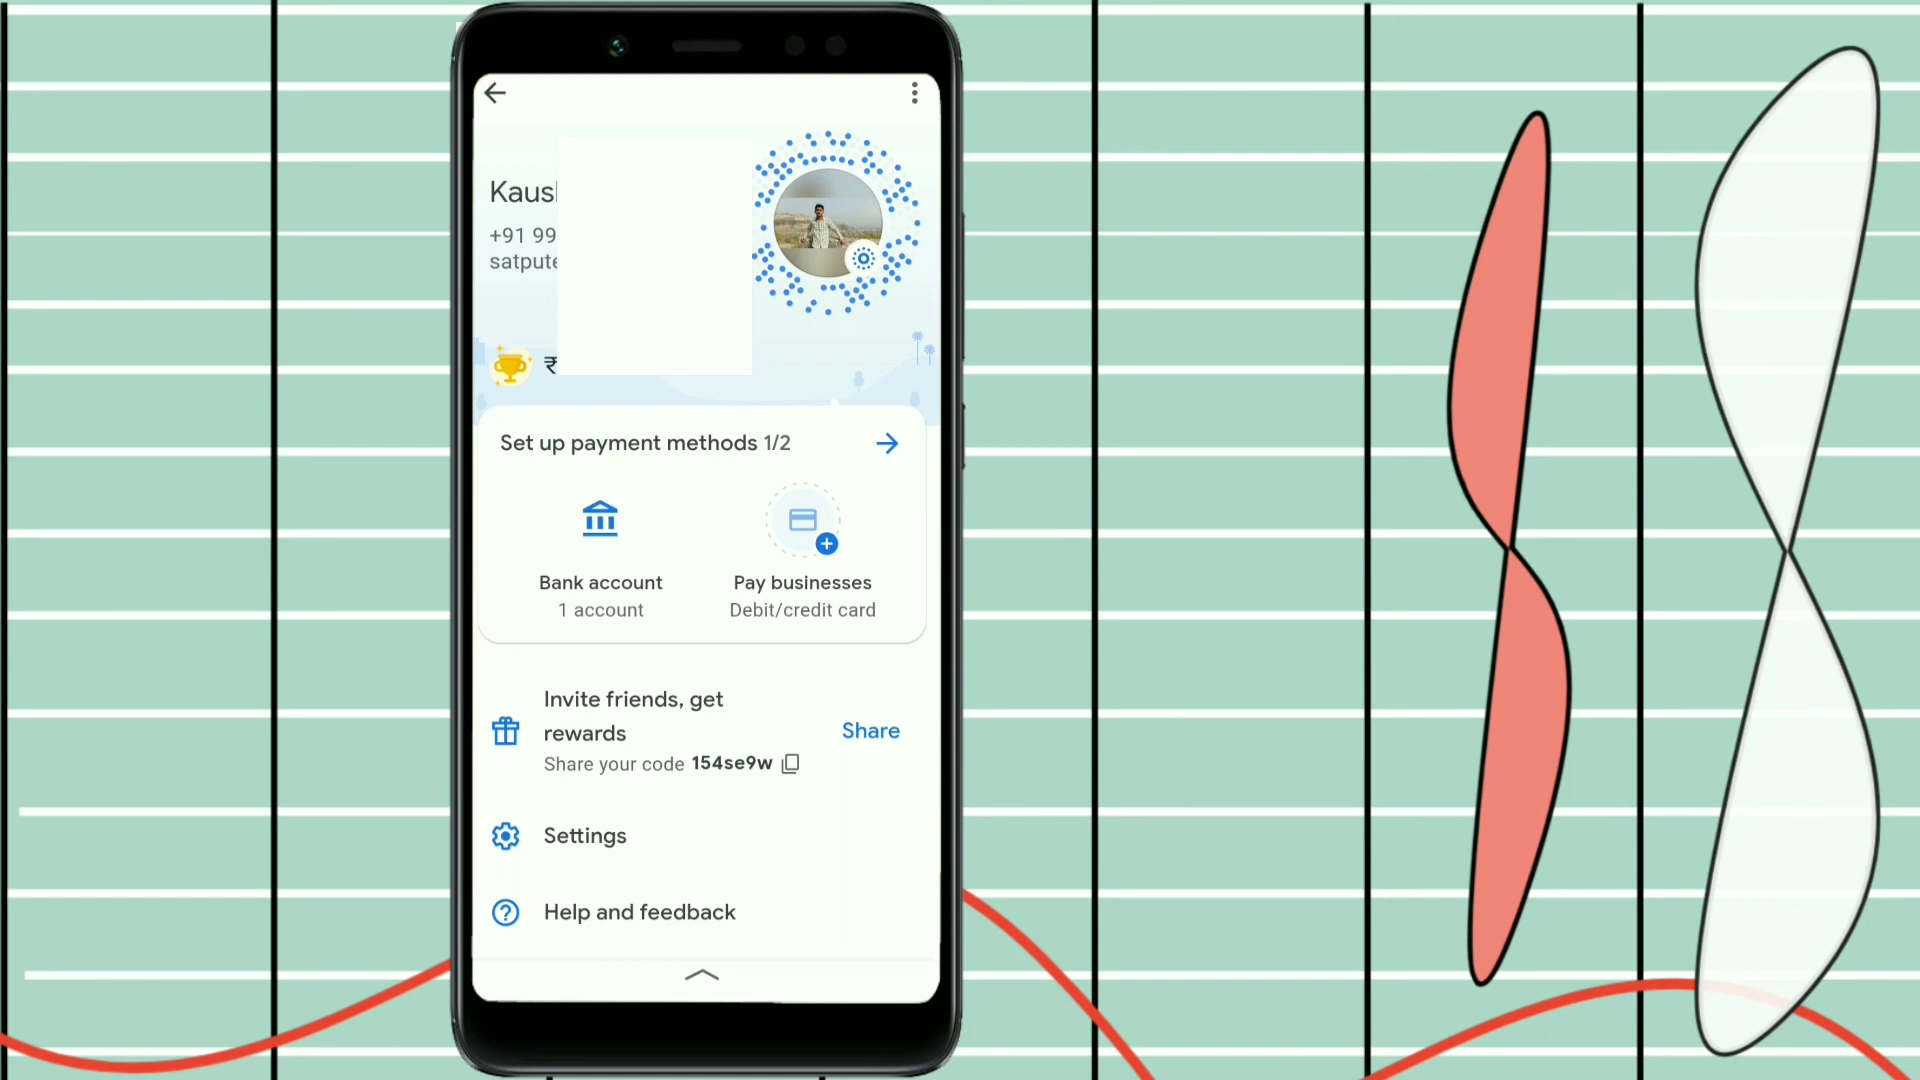 Kaus
+91 99
satpute
₹
Set up payment methods 1/2
Bank account
1 account
Pay businesses
Debit/credit card
Invite friends, get
rewards
Share
Share your code 154se9w
Settings
Help and feedback